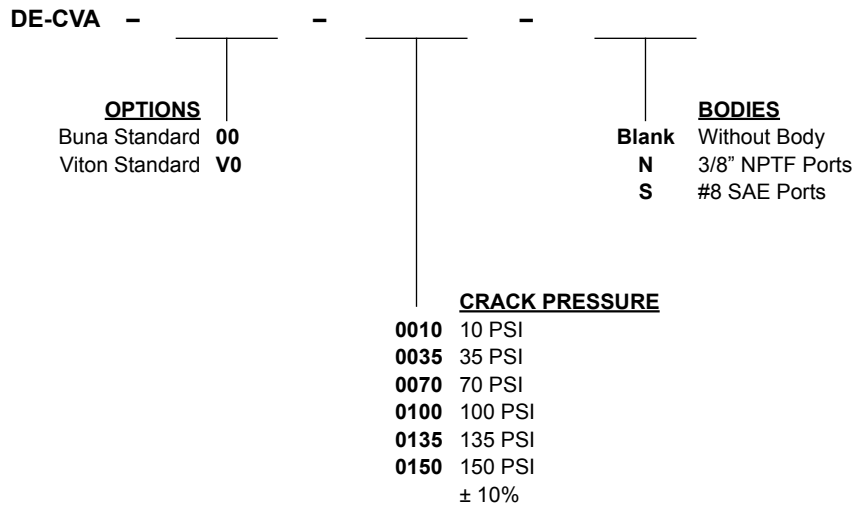 DE-CVA – – –
OPTIONS
Buna Standard 00
Viton Standard V0
BODIES
Blank Without Body
N 3/8” NPTF Ports
S #8 SAE Ports
CRACK PRESSURE
0010 10 PSI
0035 35 PSI
0070 70 PSI
0100 100 PSI
0135 135 PSI
0150 150 PSI
± 10%